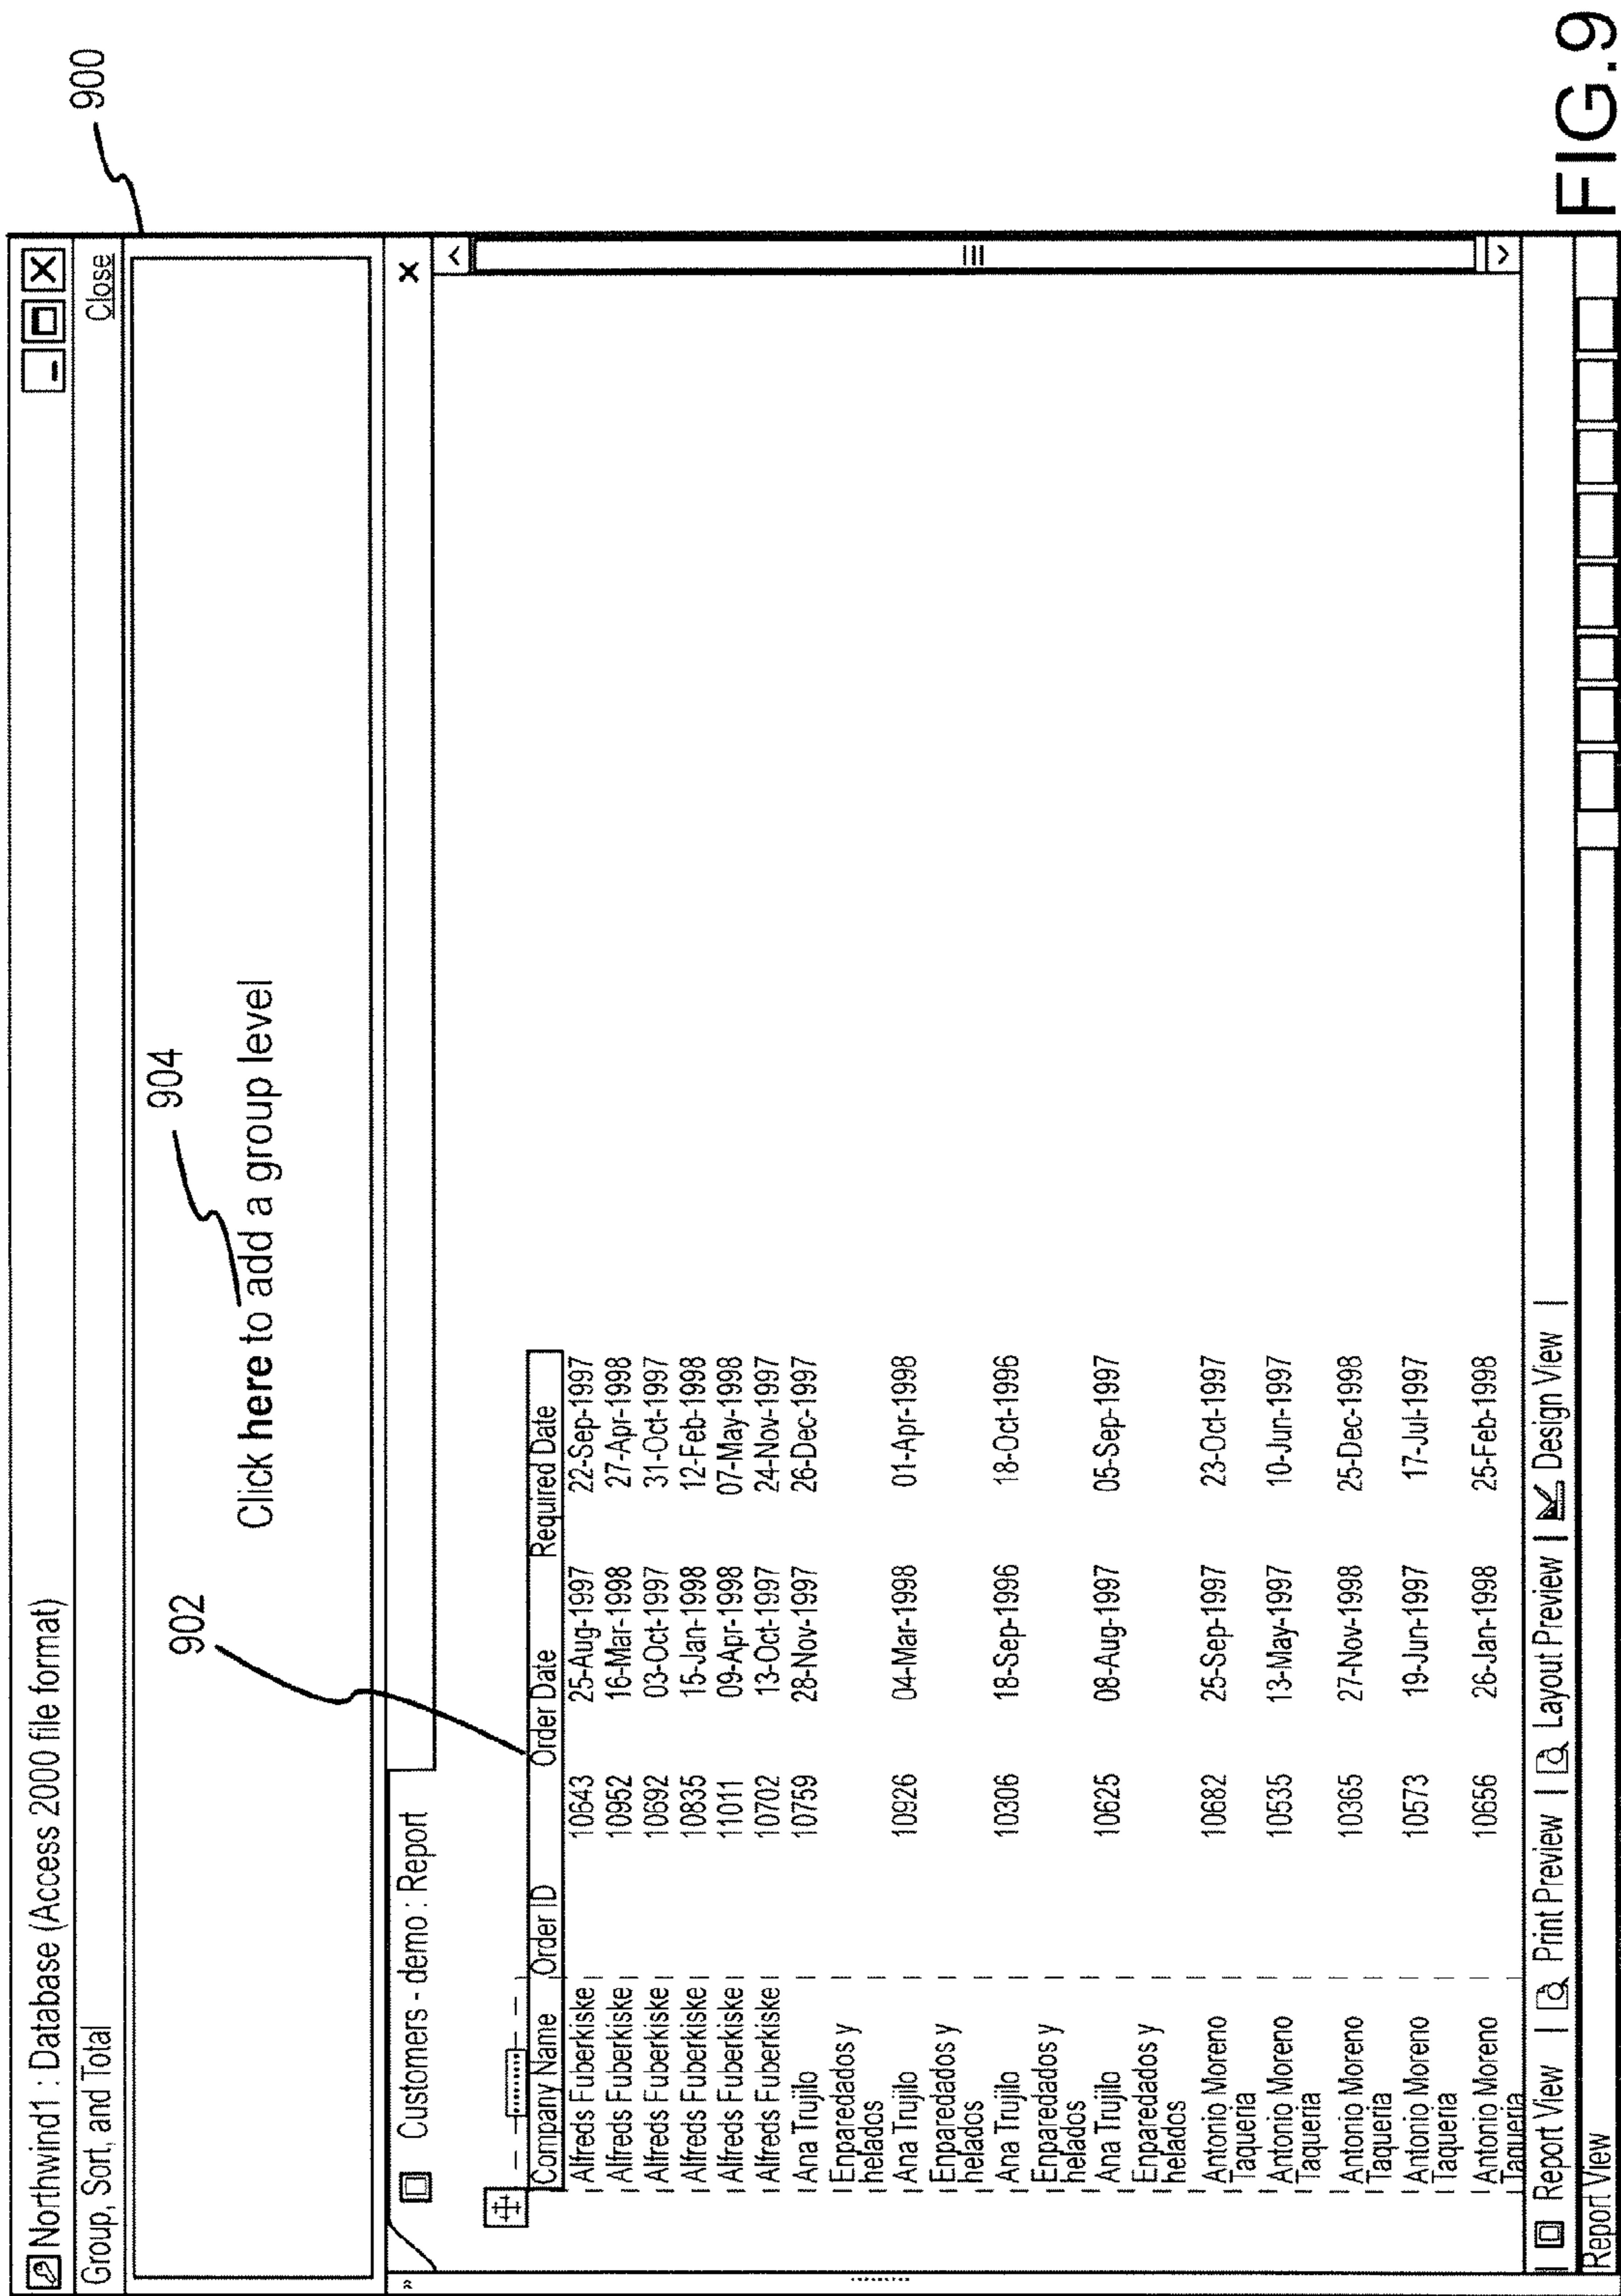 Northwind1 : Database (Access 2000 file format)
Group, Sort, and Total Close
900
902
904
Click here to add a group level
Customers - demo : Report
Company Name Order ID Order Date Required Date
Alfreds Fuberkiske 10643 25-Aug-1997 22-Sep-1997
Alfreds Fuberkiske 10952 16-Mar-1998 27-Apr-1998
Alfreds Fuberkiske 10692 03-Oct-1997 31-Oct-1997
Alfreds Fuberkiske 10835 15-Jan-1998 12-Feb-1998
Alfreds Fuberkiske 11011 09-Apr-1998 07-May-1998
Alfreds Fuberkiske 10702 13-Oct-1997 24-Nov-1997
Ana Trujilo 10759 28-Nov-1997 26-Dec-1997
Enparedados y
helados
Ana Trujilo 10926 04-Mar-1998 01-Apr-1998
Enparedados y
helados
Ana Trujilo 10306 18-Sep-1996 18-Oct-1996
Enparedados y
helados
Ana Trujilo 10625 08-Aug-1997 05-Sep-1997
Enparedados y
helados
Antonio Moreno 10682 25-Sep-1997 23-Oct-1997
Taqueria
Antonio Moreno 10535 13-May-1997 10-Jun-1997
Taqueria
Antonio Moreno 10365 27-Nov-1998 25-Dec-1998
Taqueria
Antonio Moreno 10573 19-Jun-1997 17-Jul-1997
Taqueria
Antonio Moreno 10656 26-Jan-1998 25-Feb-1998
Taqueria
Report View | Print Preview | Layout Preview | Design View |
Report View
FIG.9